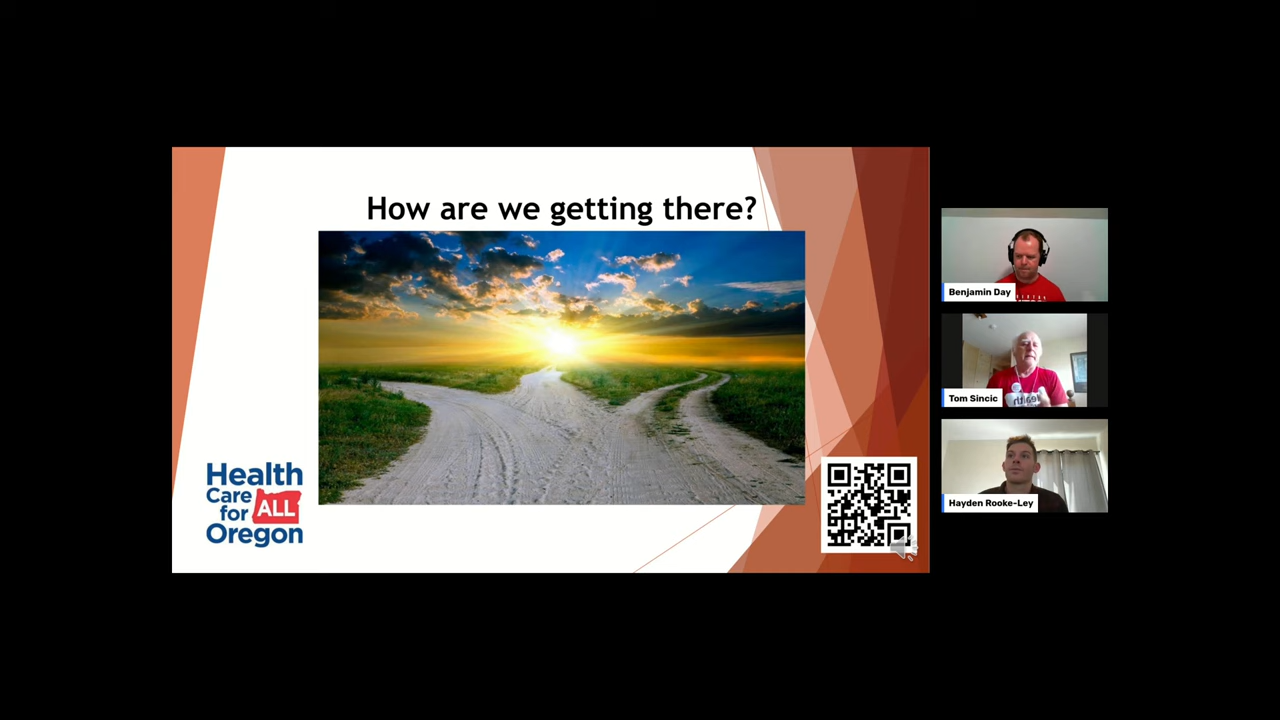 How are we getting there?
Health
Care
for ALL
Oregon
Benjamin Day
Tom Sincic
Hayden Rooke-Ley